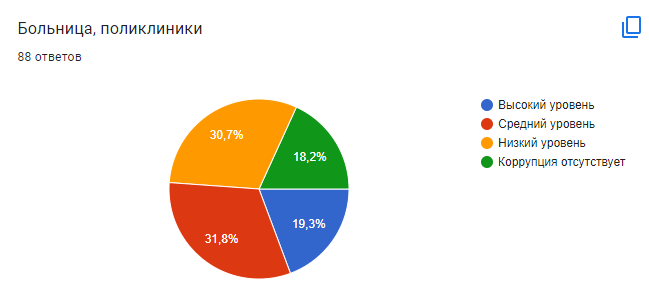 Больница, поликлиники
88 ответов
Высокий уровень
Средний уровень
Низкий уровень
Коррупция отсутствует
30,7%
18,2%
19,3%
31,8%